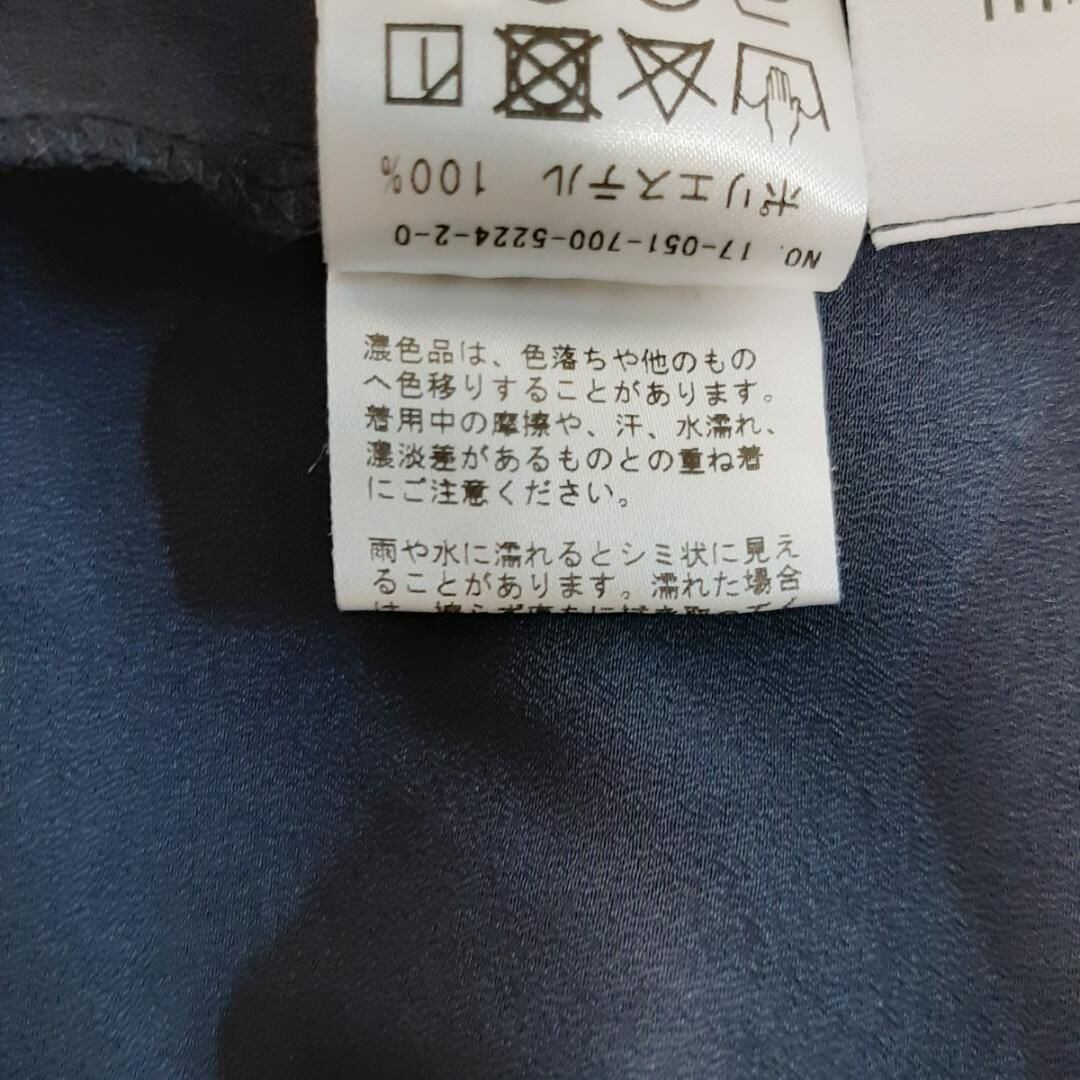 ポリエステル 100%
NO. 17-051-700-5224-2-0
濃色品は、色落ちや他のもの
へ色移りすることがあります。
着用中の摩擦や、汗、水濡れ、
濃淡差があるものとの重ね着
にご注意ください。
雨や水に濡れるとシミ状に見え
ることがあります。濡れた場合